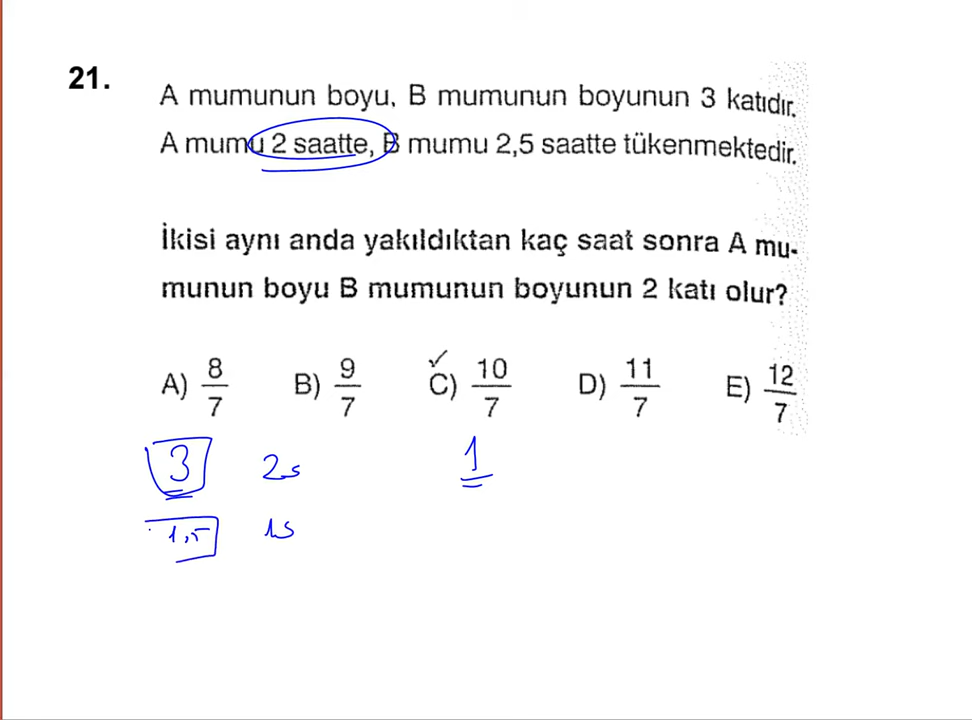 21.
A mumunun boyu, B mumunun boyunun 3 katıdır.
A mumu 2 saatte, B mumu 2,5 saatte tükenmektedir.
İkisi aynı anda yakıldıktan kaç saat sonra A mu-
munun boyu B mumunun boyunun 2 katı olur?
A) 8/7 B) 9/7 C) 10/7 D) 11/7 E) 12/7
3 2s 1
1,5 1s